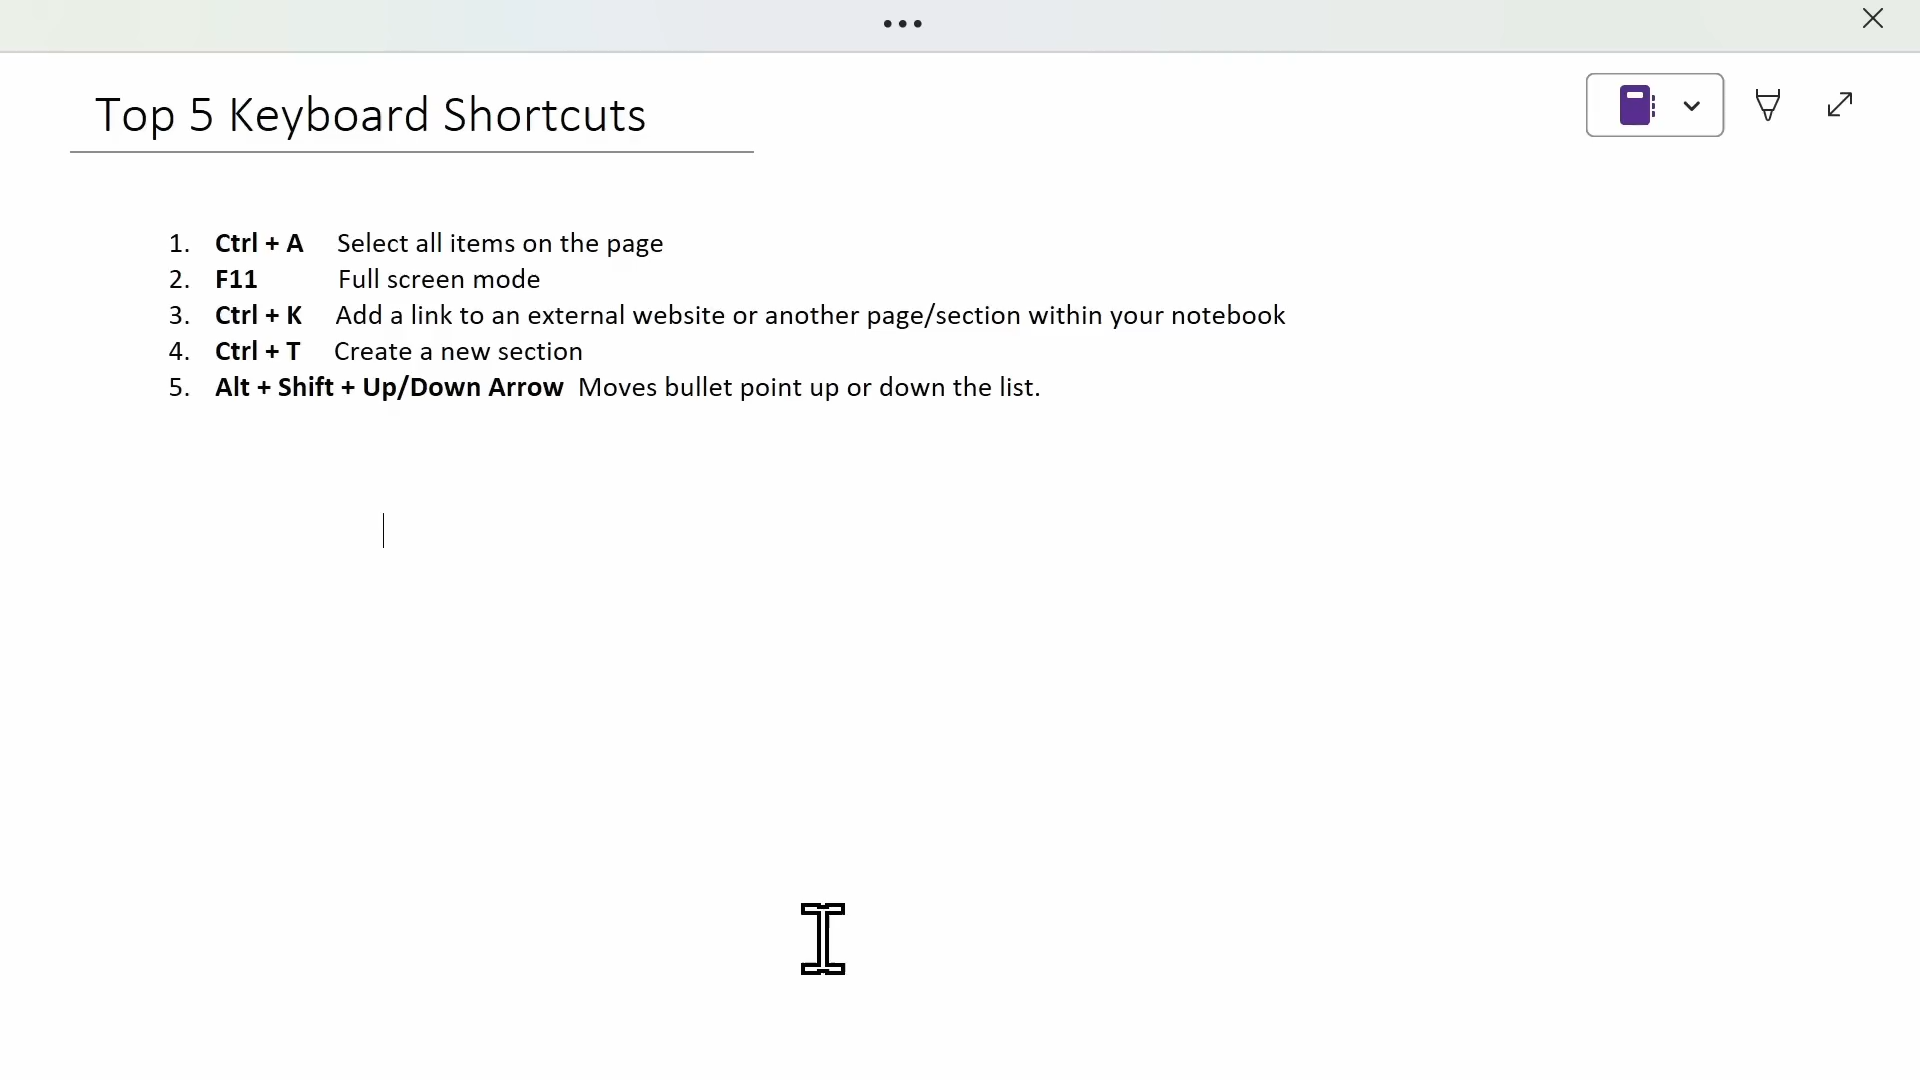 Top 5 Keyboard Shortcuts
1. Ctrl + A Select all items on the page
2. F11 Full screen mode
3. Ctrl + K Add a link to an external website or another page/section within your notebook
4. Ctrl + T Create a new section
5. Alt + Shift + Up/Down Arrow Moves bullet point up or down the list.